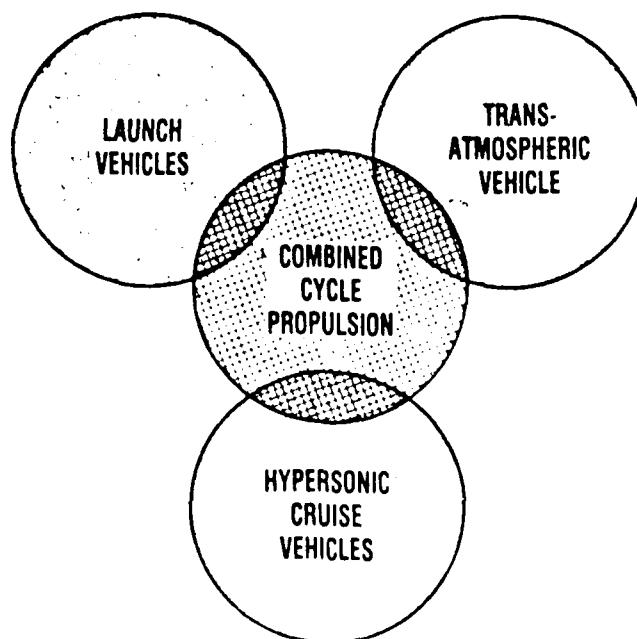 LAUNCH
VEHICLES
TRANS-
ATMOSPHERIC
VEHICLE
COMBINED
CYCLE
PROPULSION
HYPERSONIC
CRUISE
VEHICLES